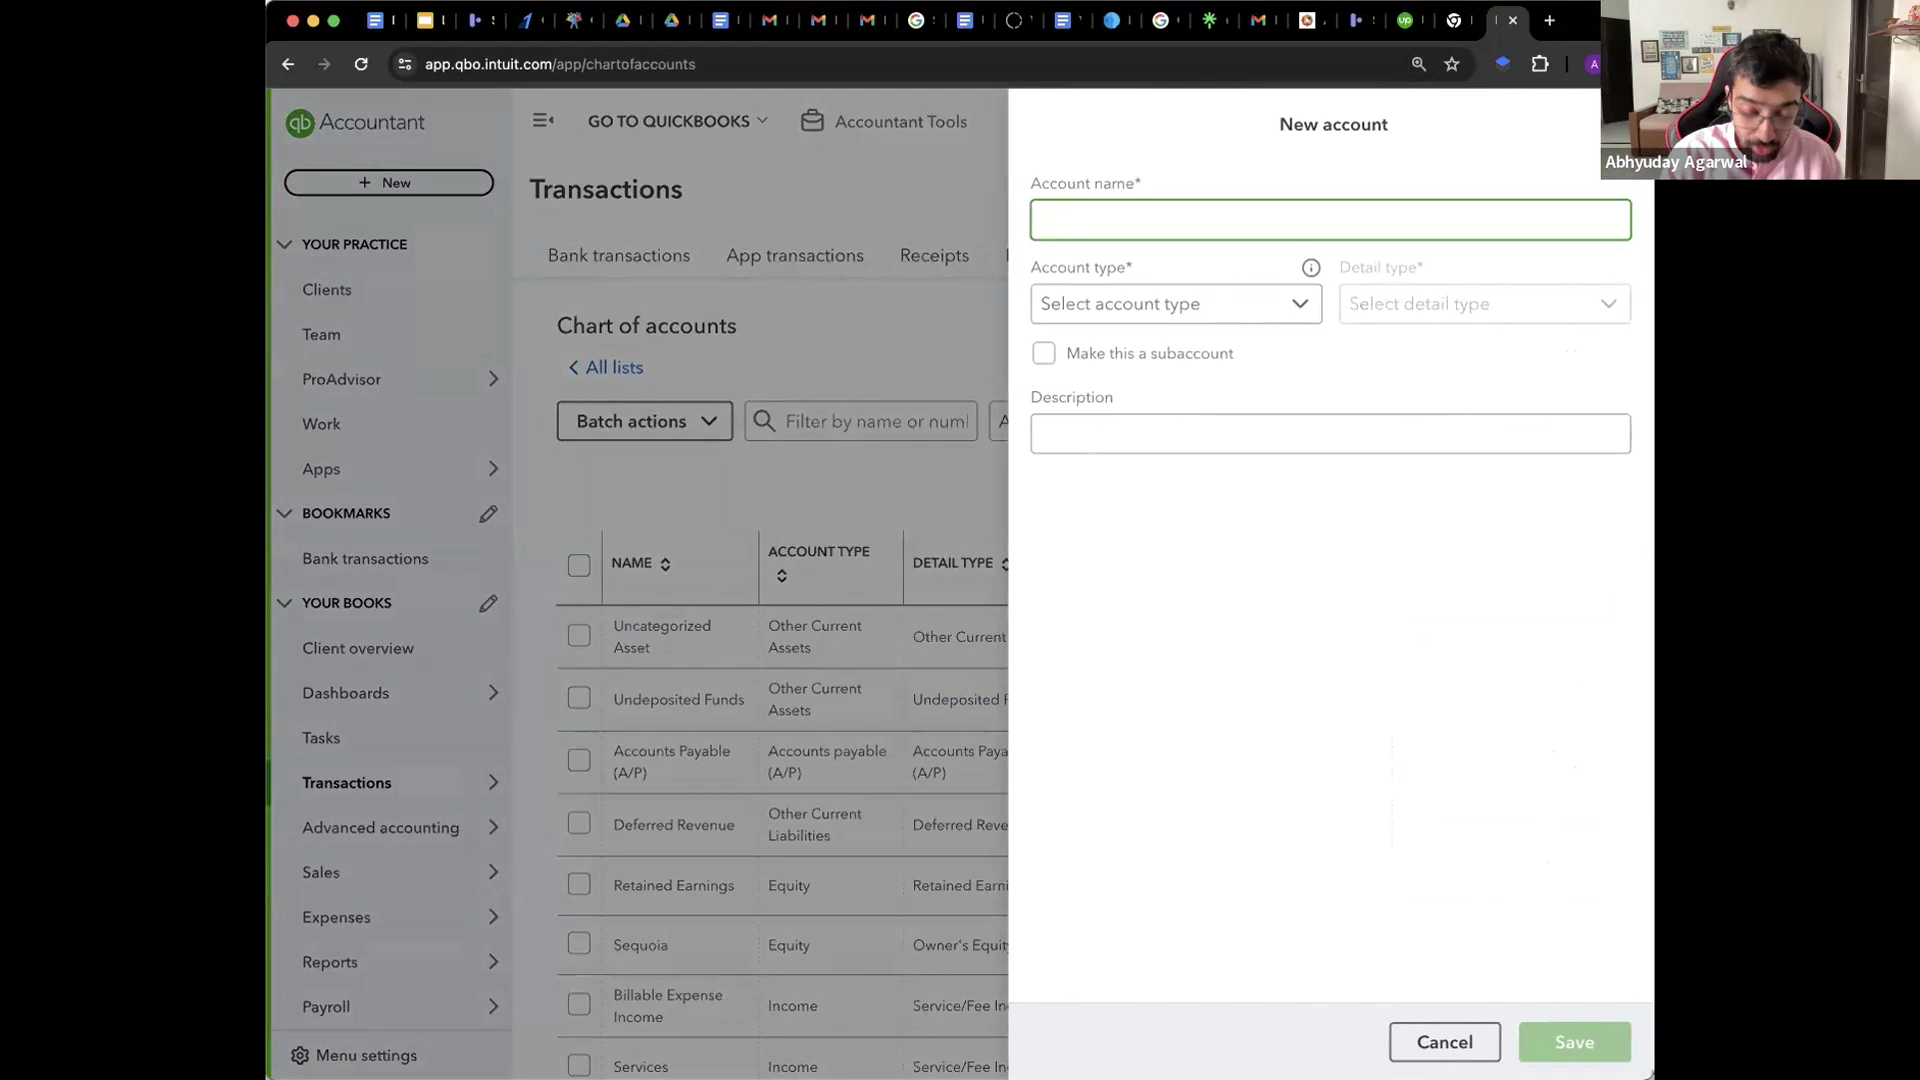 app.qbo.intuit.com/app/chartofaccounts
A
Abhyuday Agarwal
qb Accountant
GO TO QUICKBOOKS
Accountant Tools
+ New
YOUR PRACTICE
Clients
Team
ProAdvisor
Work
Apps
BOOKMARKS
Bank transactions
YOUR BOOKS
Client overview
Dashboards
Tasks
Transactions
Advanced accounting
Sales
Expenses
Reports
Payroll
Menu settings
Transactions
Bank transactions
App transactions
Receipts
Chart of accounts
All lists
Batch actions
Filter by name or num
NAME
ACCOUNT TYPE
DETAIL TYPE
Uncategorized Asset
Other Current Assets
Other Current
Undeposited Funds
Other Current Assets
Undeposited F
Accounts Payable (A/P)
Accounts payable (A/P)
Accounts Paya (A/P)
Deferred Revenue
Other Current Liabilities
Deferred Reve
Retained Earnings
Equity
Retained Earni
Sequoia
Equity
Owner's Equit
Billable Expense Income
Income
Service/Fee In
Services
Income
Service/Fee In
New account
Account name*
Account type*
Detail type*
Select account type
Select detail type
Make this a subaccount
Description
Cancel
Save